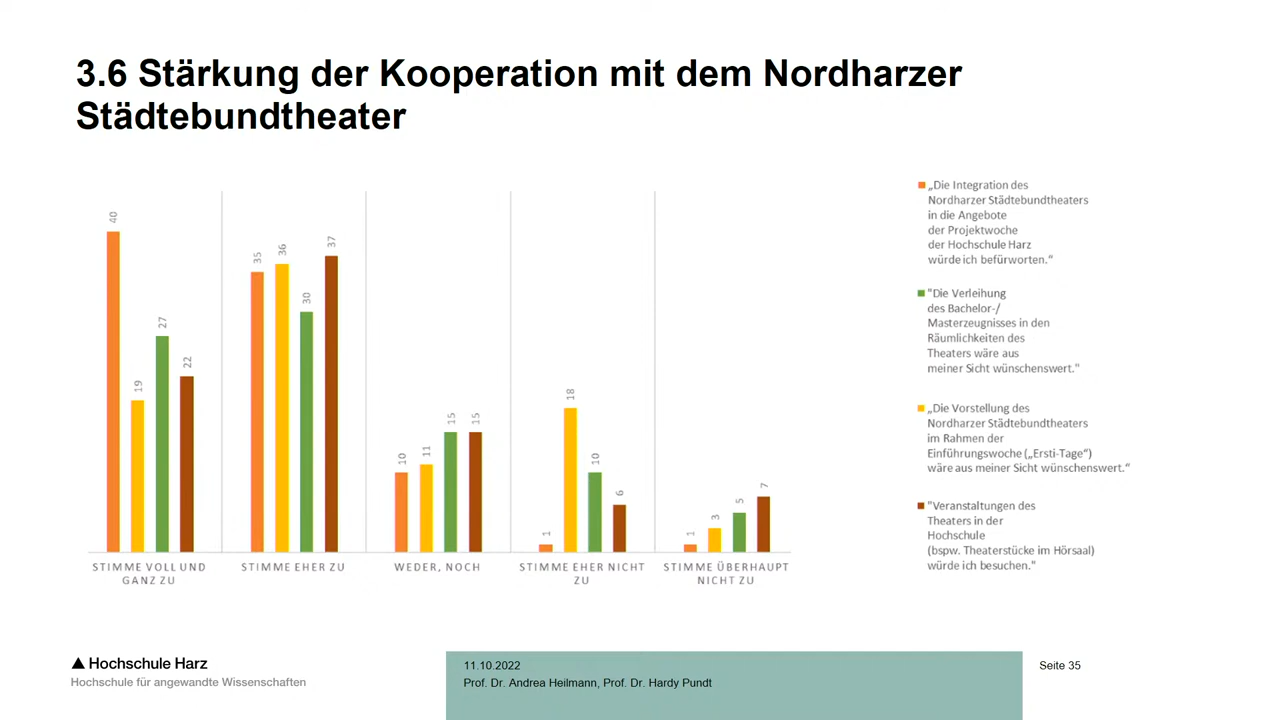 3.6 Stärkung der Kooperation mit dem Nordharzer
Städtebundtheater
40
19
27
22
35
36
30
37
10
11
15
15
1
18
10
6
1
3
5
7
STIMME VOLL UND
GANZ ZU
STIMME EHER ZU
WEDER, NOCH
STIMME EHER NICHT
ZU
STIMME ÜBERHAUPT
NICHT ZU
„Die Integration des
Nordharzer Städtebundtheaters
in die Angebote
der Projektwoche
der Hochschule Harz
würde ich befürworten.“
"Die Verleihung
des Bachelor-/
Masterzeugnisses in den
Räumlichkeiten des
Theaters wäre aus
meiner Sicht wünschenswert."
„Die Vorstellung des
Nordharzer Städtebundtheaters
im Rahmen der
Einführungswoche („Ersti-Tage“)
wäre aus meiner Sicht wünschenswert.“
"Veranstaltungen des
Theaters in der
Hochschule
(bspw. Theaterstücke im Hörsaal)
würde ich besuchen."
Hochschule Harz
Hochschule für angewandte Wissenschaften
11.10.2022
Prof. Dr. Andrea Heilmann, Prof. Dr. Hardy Pundt
Seite 35